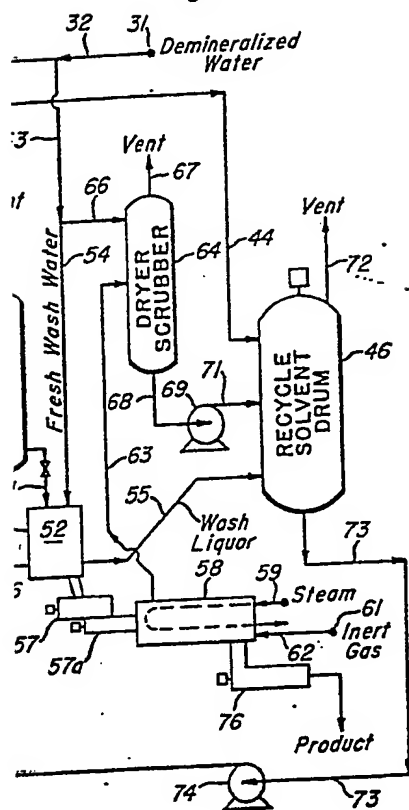 32
31
Demineralized
Water
Vent
67
66
54
Fresh Wash Water
DRYER
SCRUBBER
64
44
Vent
72
46
RECYCLE
SOLVENT
DRUM
68
69
71
63
55
Wash
Liquor
52
73
58
59
Steam
61
Inert
Gas
62
57
57a
76
Product
74
73